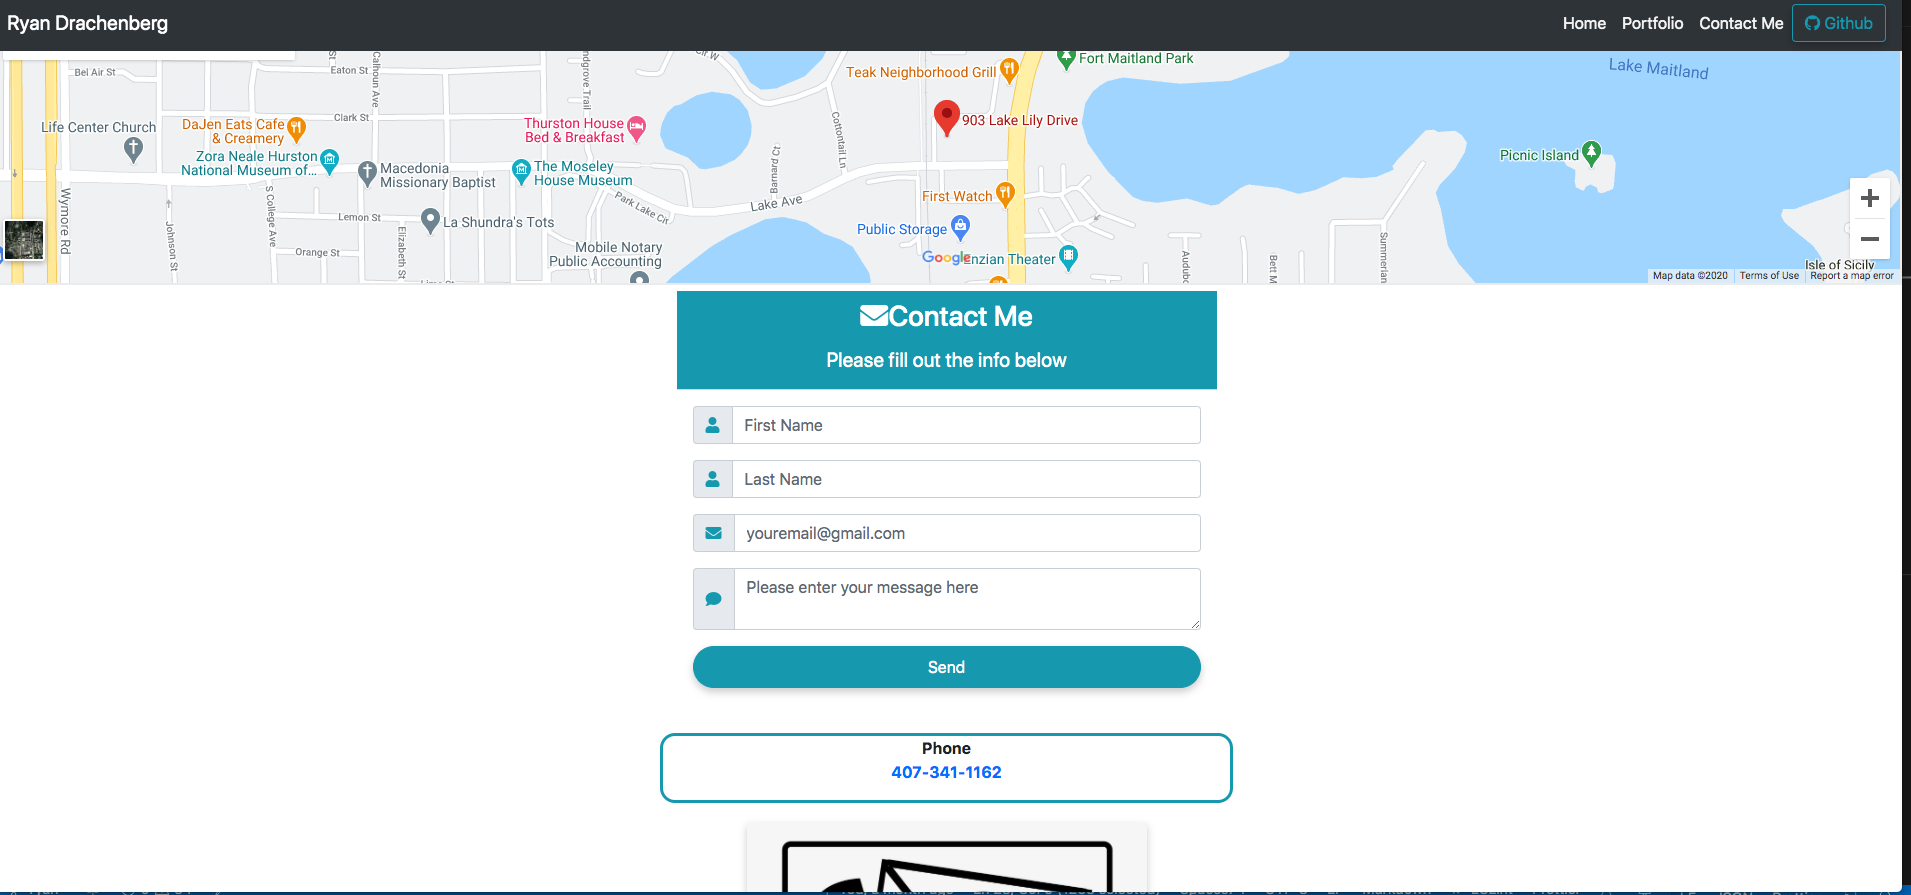 Ryan Drachenberg
Home Portfolio Contact Me Github
Bel Air St
Eaton St
Calhoun Ave
Teak Neighborhood Grill
Fort Maitland Park
Lake Maitland
Life Center Church
DaJen Eats Cafe
& Creamery
Clark St
Thurston House
Bed & Breakfast
Cottontail Ln
903 Lake Lily Drive
Zora Neale Hurston
National Museum of...
Macedonia
Missionary Baptist
The Moseley
House Museum
Barnard Ct
Picnic Island
Wymore Rd
S College Ave
Lemon St
La Shundra's Tots
Park Lake Cir
Lake Ave
First Watch
Public Storage
Johnson St
Orange St
Elizabeth St
Mobile Notary
Public Accounting
Google
enzian Theater
Bett M
Summerlan
Isle of Sicily
Map data ©2020 Terms of Use Report a map error
Contact Me
Please fill out the info below
First Name
Last Name
youremail@gmail.com
Please enter your message here
Send
Phone
407-341-1162